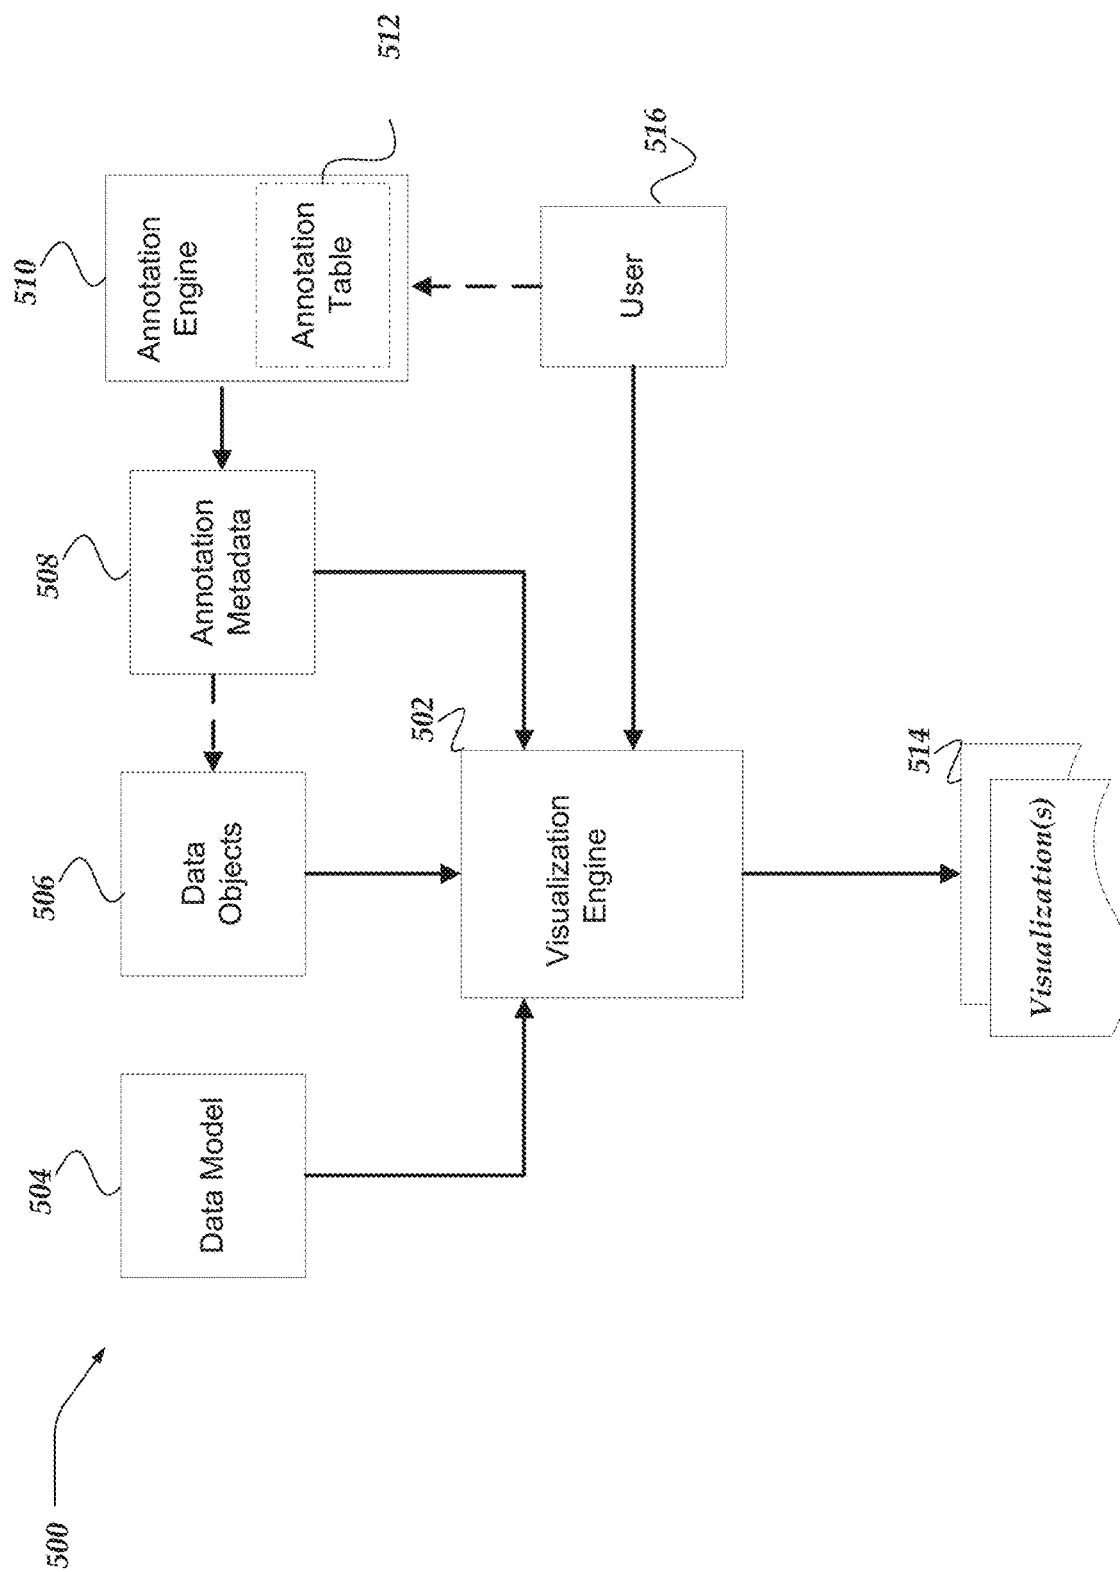 500
504
Data Model
506
Data
Objects
508
Annotation
Metadata
510
Annotation
Engine
Annotation
Table
512
502
Visualization
Engine
User
516
514
Visualization(s)